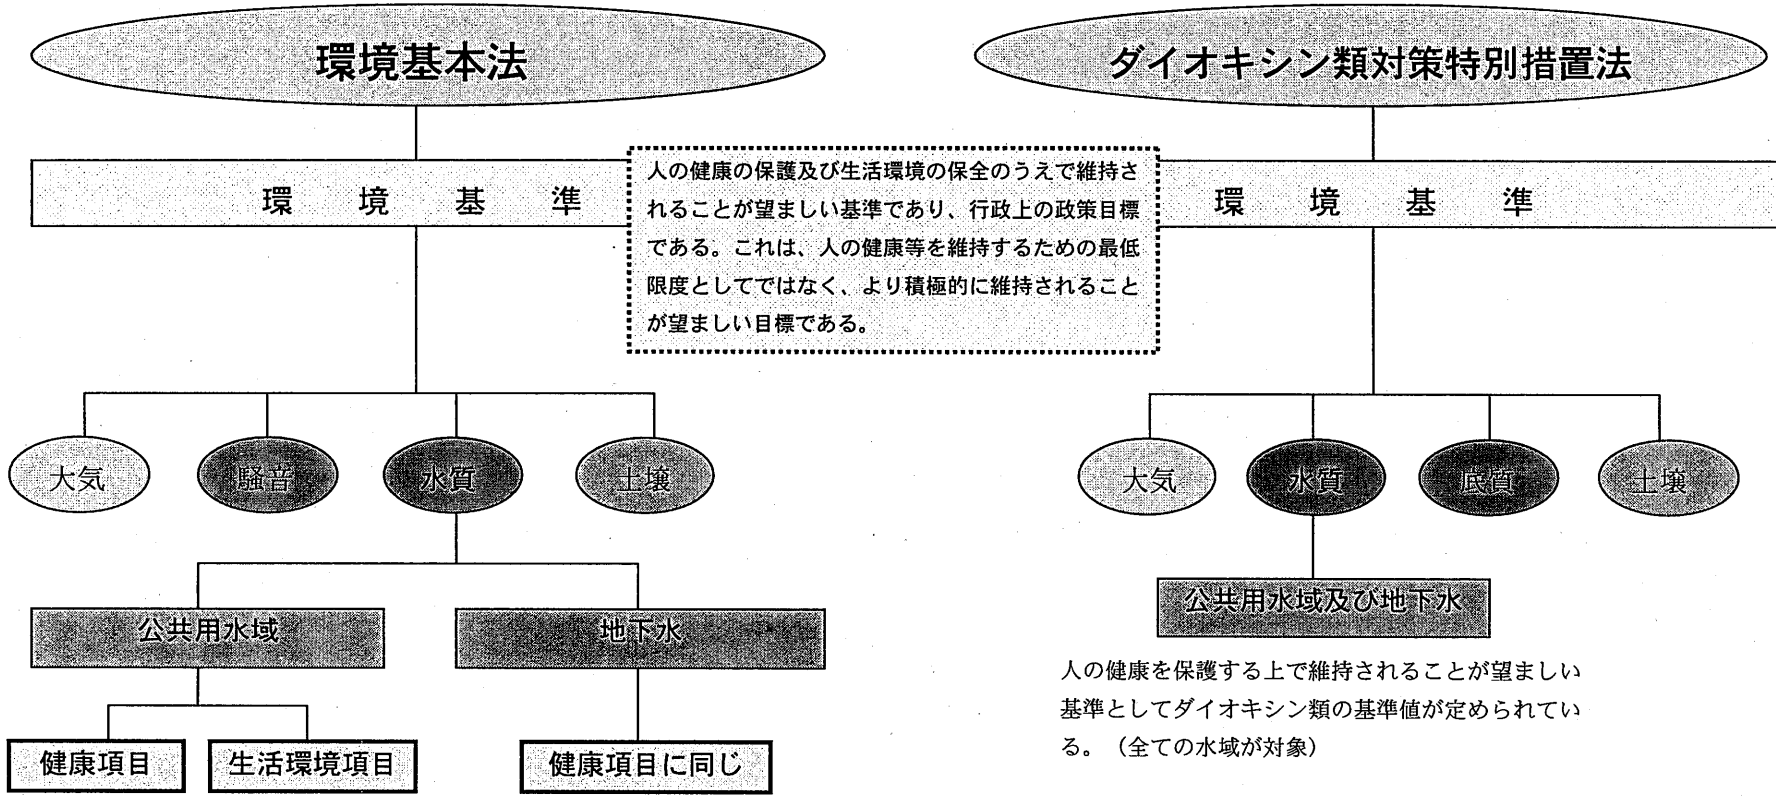 環境基本法
ダイオキシン類対策特別措置法
環境基準
人の健康の保護及び生活環境の保全のうえで維持さ
れることが望ましい基準であり、行政上の政策目標
である。これは、人の健康等を維持するための最低
限度としてではなく、より積極的に維持されること
が望ましい目標である。
環境基準
大気
騒音
水質
土壌
大気
水質
底質
土壌
公共用水域
地下水
公共用水域及び地下水
人の健康を保護する上で維持されることが望ましい
基準としてダイオキシン類の基準値が定められてい
る。（全ての水域が対象）
健康項目
生活環境項目
健康項目に同じ